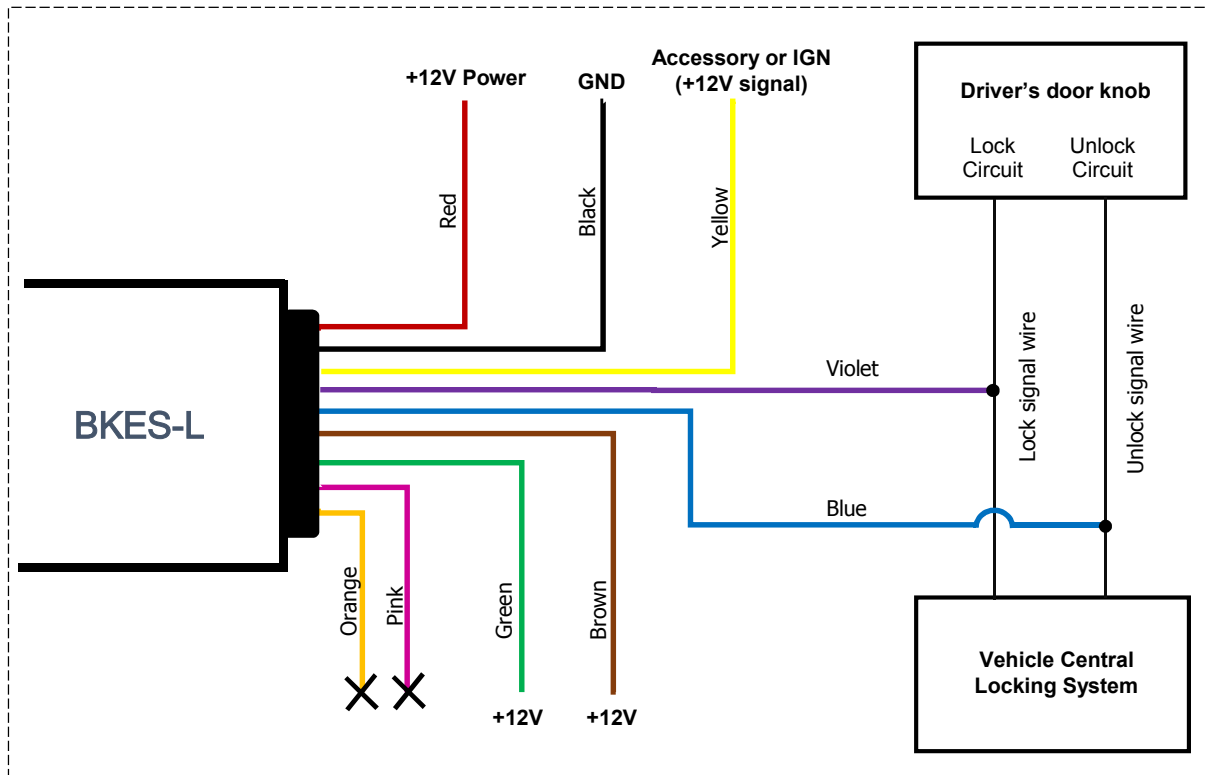 +12V Power
GND
Accessory or IGN
(+12V signal)
Driver's door knob
Lock
Circuit
Unlock
Circuit
Red
Black
Yellow
Violet
Lock signal wire
Unlock signal wire
BKES-L
Blue
Orange
Pink
Green
Brown
+12V
+12V
Vehicle Central
Locking System